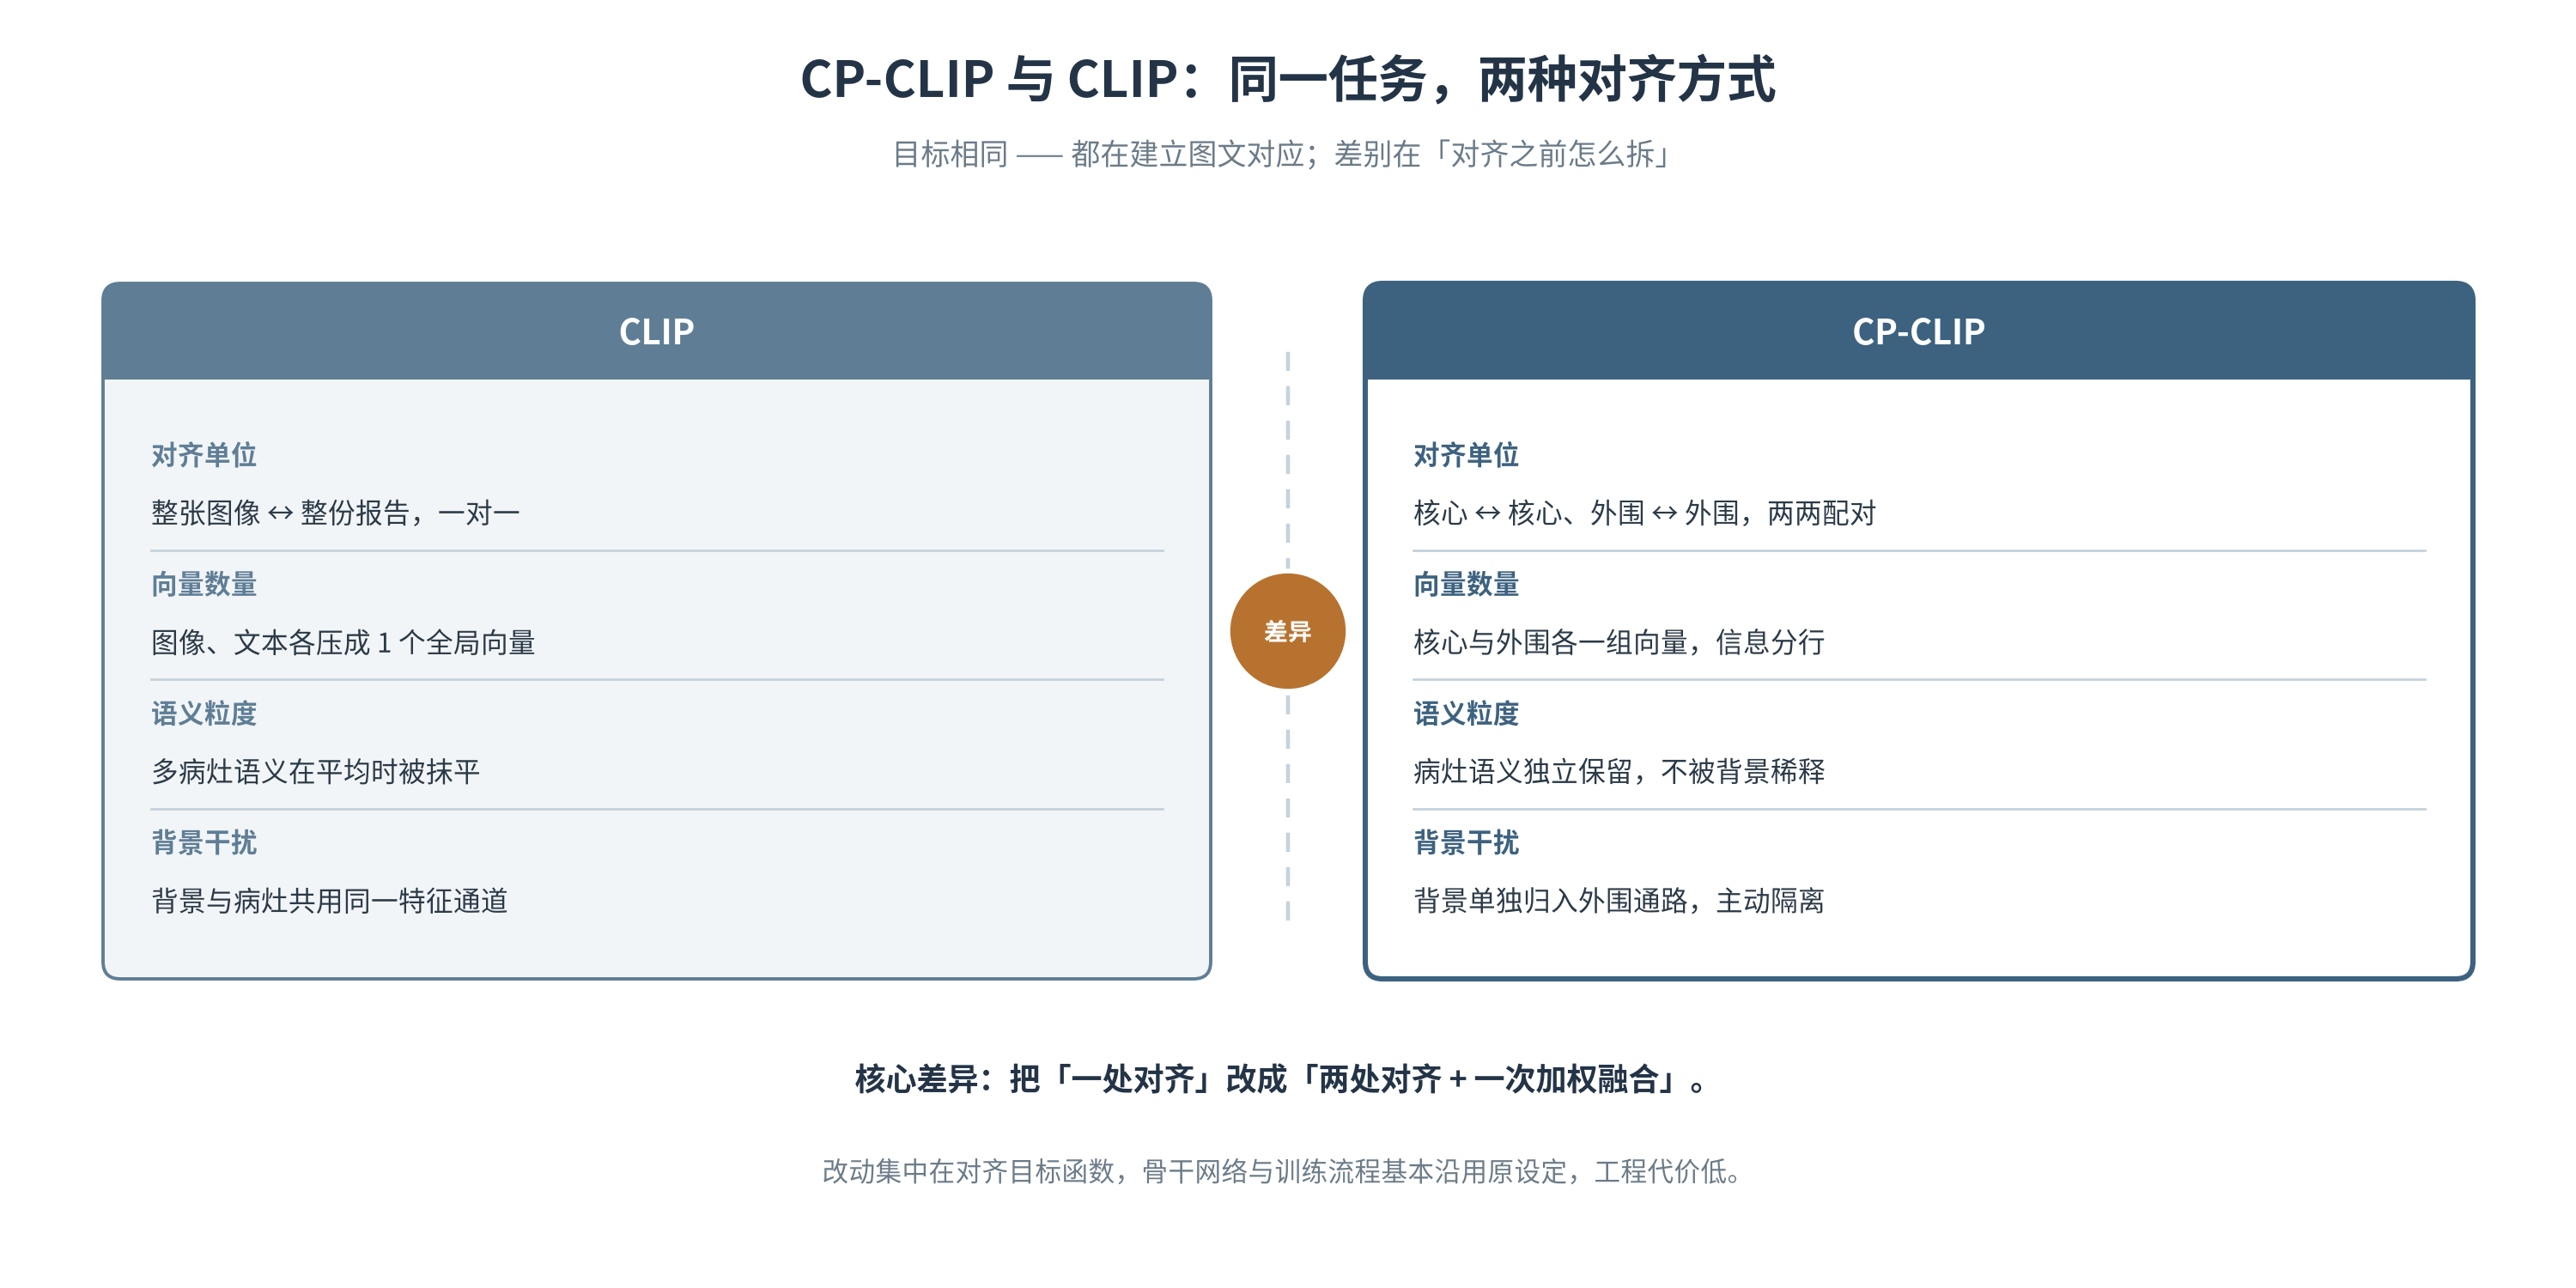 CP-CLIP 与 CLIP：同一任务，两种对齐方式
目标相同 —— 都在建立图文对应；差别在「对齐之前怎么拆」
CLIP
对齐单位
整张图像 ↔ 整份报告，一对一
向量数量
图像、文本各压成 1 个全局向量
语义粒度
多病灶语义在平均时被抹平
背景干扰
背景与病灶共用同一特征通道
差异
CP-CLIP
对齐单位
核心 ↔ 核心、外围 ↔ 外围，两两配对
向量数量
核心与外围各一组向量，信息分行
语义粒度
病灶语义独立保留，不被背景稀释
背景干扰
背景单独归入外围通路，主动隔离
核心差异：把「一处对齐」改成「两处对齐 + 一次加权融合」。
改动集中在对齐目标函数，骨干网络与训练流程基本沿用原设定，工程代价低。